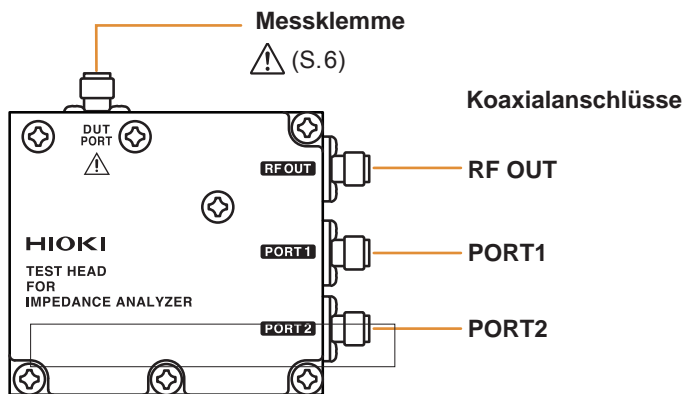 Messklemme
(S.6)
Koaxialanschlüsse
DUT
PORT
RF OUT
RF OUT
HIOKI
PORT1
PORT1
TEST HEAD
FOR
IMPEDANCE ANALYZER
PORT2
PORT2